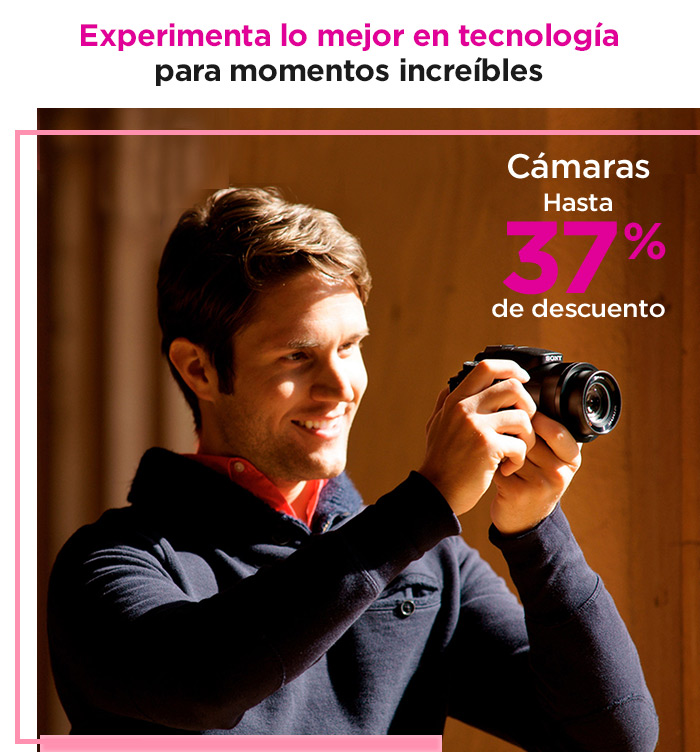 Experimenta lo mejor en tecnología
para momentos increíbles
Cámaras
Hasta
37%
de descuento
SONY